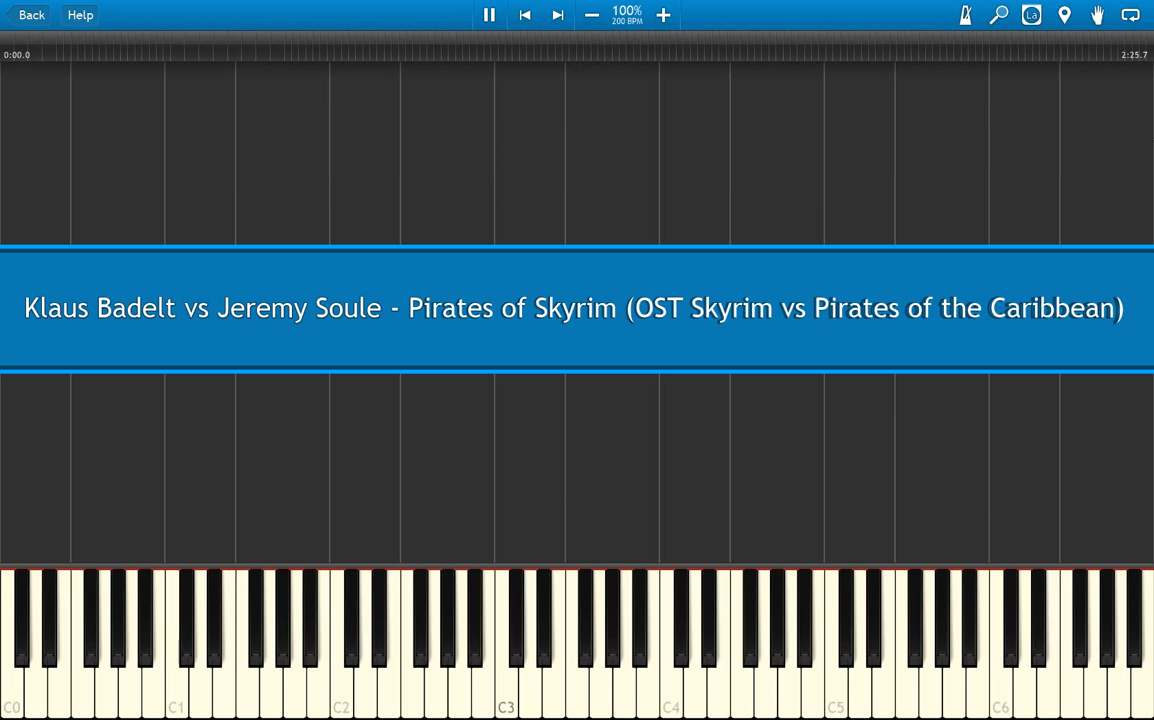 Back Help 100% La
200 BPM
0:00.0 2:25.7
Klaus Badelt vs Jeremy Soule - Pirates of Skyrim (OST Skyrim vs Pirates of the Caribbean)
C0 C1 C2 C3 C4 C5 C6